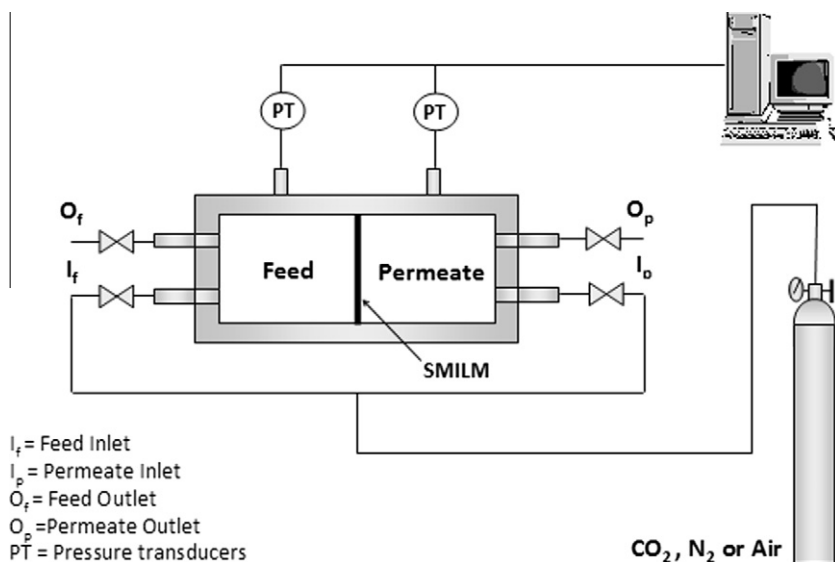 PT
PT
Of
Op
If
Ip
Feed
Permeate
SMILM
If = Feed Inlet
Ip = Permeate Inlet
Of = Feed Outlet
Op =Permeate Outlet
PT = Pressure transducers
CO2 , N2 or Air